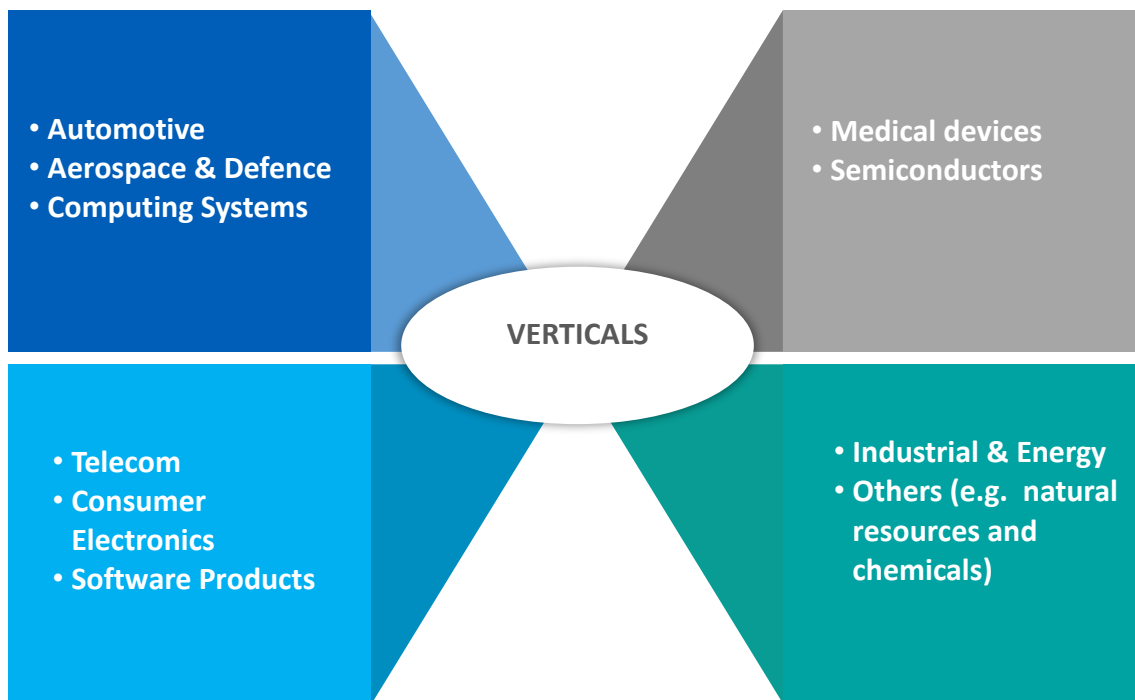 • Automotive
• Aerospace & Defence
• Computing Systems
• Medical devices
• Semiconductors
VERTICALS
• Telecom
• Consumer
Electronics
• Software Products
• Industrial & Energy
• Others (e.g.  natural
resources and
chemicals)